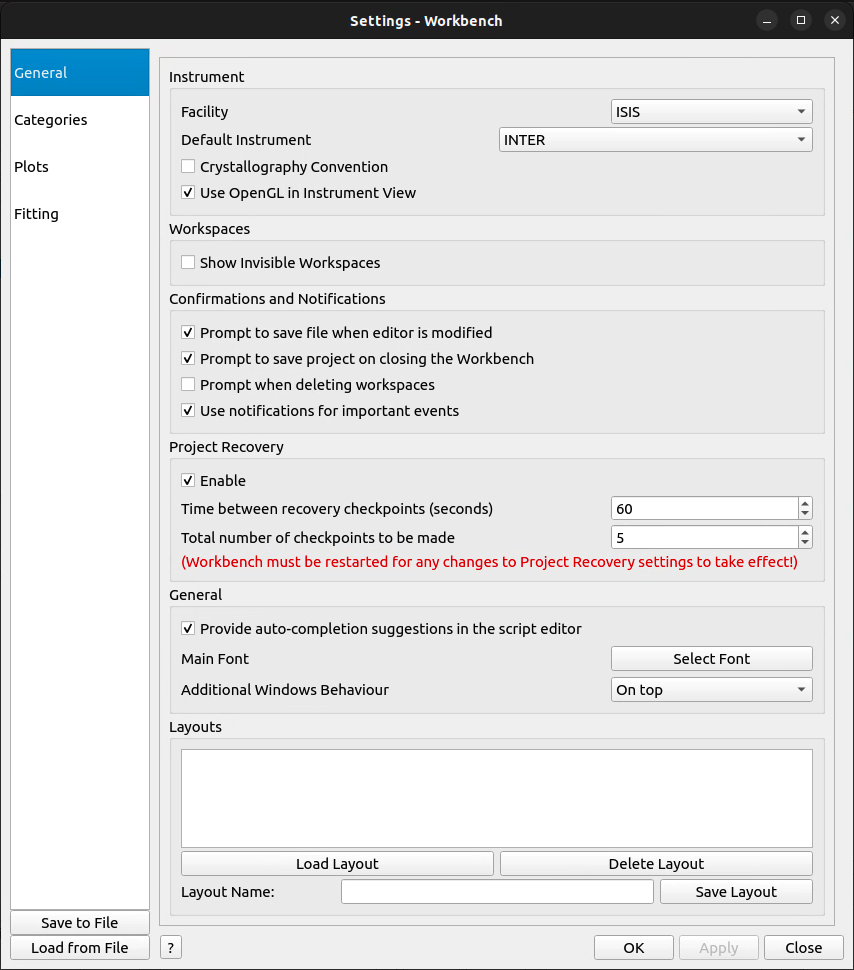 Settings - Workbench
General
Categories
Plots
Fitting
Instrument
Facility
ISIS
Default Instrument
INTER
Crystallography Convention
Use OpenGL in Instrument View
Workspaces
Show Invisible Workspaces
Confirmations and Notifications
Prompt to save file when editor is modified
Prompt to save project on closing the Workbench
Prompt when deleting workspaces
Use notifications for important events
Project Recovery
Enable
Time between recovery checkpoints (seconds)
60
Total number of checkpoints to be made
5
(Workbench must be restarted for any changes to Project Recovery settings to take effect!)
General
Provide auto-completion suggestions in the script editor
Main Font
Select Font
Additional Windows Behaviour
On top
Layouts
Load Layout
Delete Layout
Layout Name:
Save Layout
Save to File
Load from File
?
OK
Apply
Close